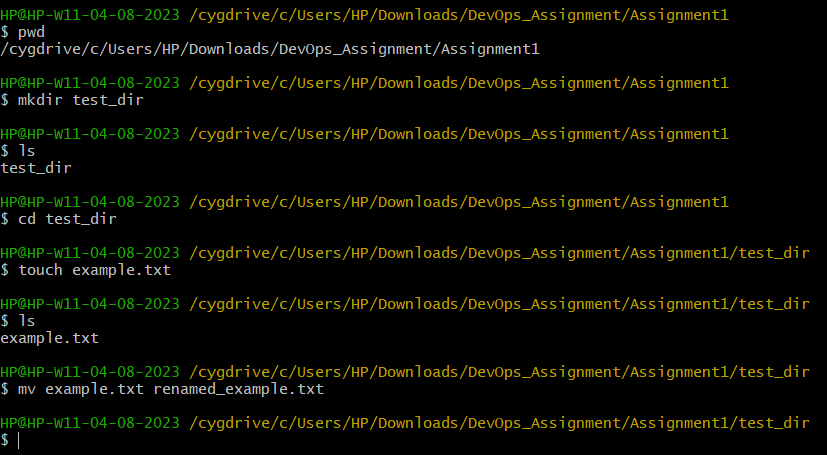 HP@HP-W11-04-08-2023 /cygdrive/c/Users/HP/Downloads/DevOps_Assignment/Assignment1
$ pwd
/cygdrive/c/Users/HP/Downloads/DevOps_Assignment/Assignment1
HP@HP-W11-04-08-2023 /cygdrive/c/Users/HP/Downloads/DevOps_Assignment/Assignment1
$ mkdir test_dir
HP@HP-W11-04-08-2023 /cygdrive/c/Users/HP/Downloads/DevOps_Assignment/Assignment1
$ ls
test_dir
HP@HP-W11-04-08-2023 /cygdrive/c/Users/HP/Downloads/DevOps_Assignment/Assignment1
$ cd test_dir
HP@HP-W11-04-08-2023 /cygdrive/c/Users/HP/Downloads/DevOps_Assignment/Assignment1/test_dir
$ touch example.txt
HP@HP-W11-04-08-2023 /cygdrive/c/Users/HP/Downloads/DevOps_Assignment/Assignment1/test_dir
$ ls
example.txt
HP@HP-W11-04-08-2023 /cygdrive/c/Users/HP/Downloads/DevOps_Assignment/Assignment1/test_dir
$ mv example.txt renamed_example.txt
HP@HP-W11-04-08-2023 /cygdrive/c/Users/HP/Downloads/DevOps_Assignment/Assignment1/test_dir
$